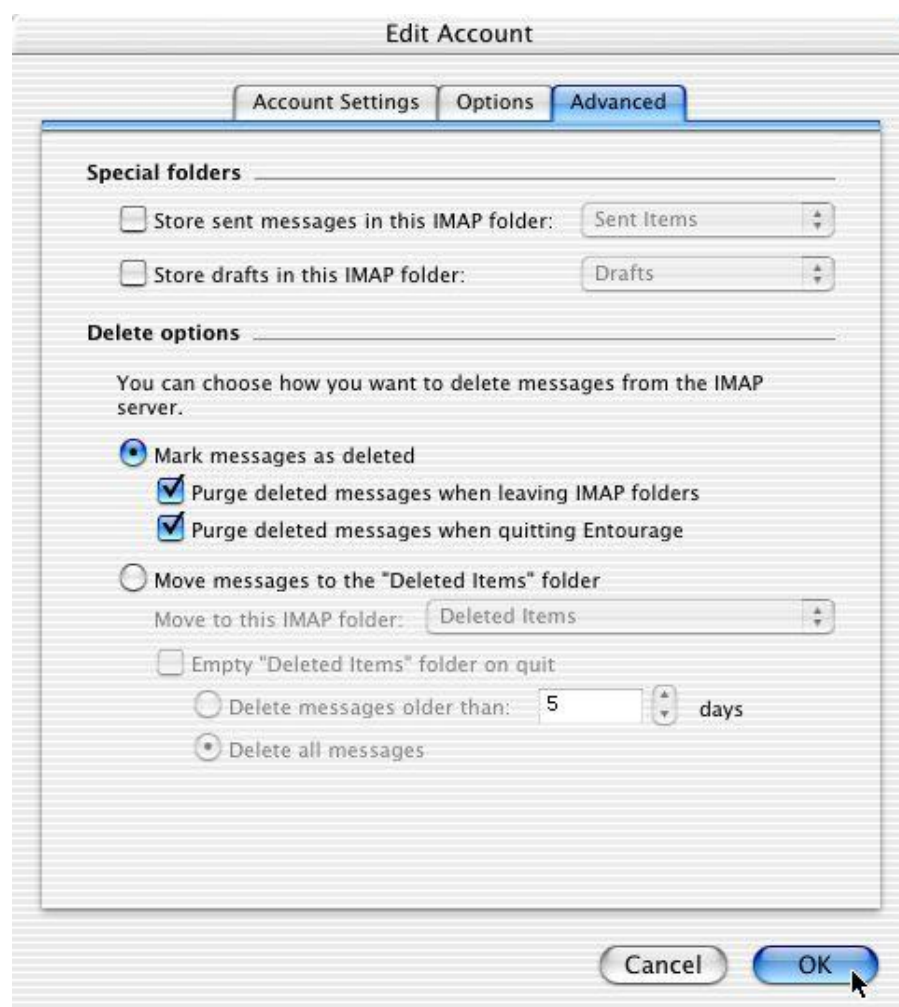 Edit Account
Account Settings
Options
Advanced
Special folders
Store sent messages in this IMAP folder:
Sent Items
Store drafts in this IMAP folder:
Drafts
Delete options
You can choose how you want to delete messages from the IMAP
server.
Mark messages as deleted
Purge deleted messages when leaving IMAP folders
Purge deleted messages when quitting Entourage
Move messages to the "Deleted Items" folder
Move to this IMAP folder:
Deleted Items
Empty "Deleted Items" folder on quit
Delete messages older than:
5
days
Delete all messages
Cancel
OK